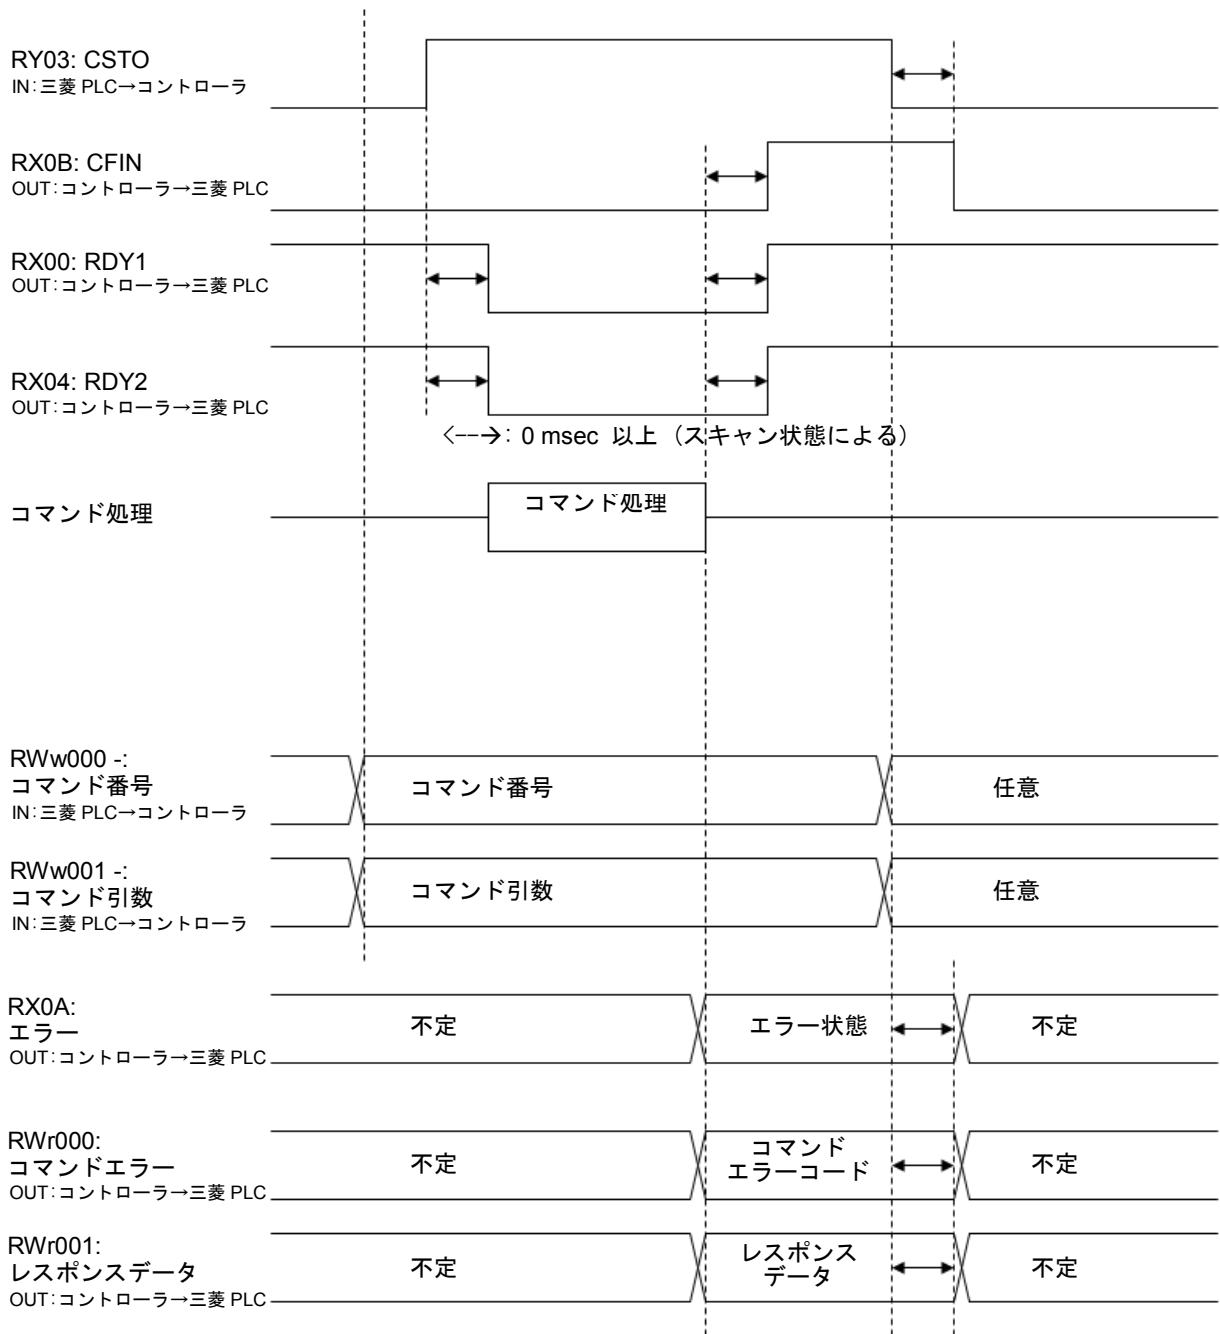 RY03: CSTO
IN:三菱 PLC→コントローラ
RX0B: CFIN
OUT:コントローラ→三菱 PLC
RX00: RDY1
OUT:コントローラ→三菱 PLC
RX04: RDY2
OUT:コントローラ→三菱 PLC
<--→: 0 msec 以上 (スキャン状態による)
コマンド処理
コマンド処理
RWw000 -:
コマンド番号
IN:三菱 PLC→コントローラ
コマンド番号
任意
RWw001 -:
コマンド引数
IN:三菱 PLC→コントローラ
コマンド引数
任意
RX0A:
エラー
OUT:コントローラ→三菱 PLC
不定
エラー状態
不定
RWr000:
コマンドエラー
OUT:コントローラ→三菱 PLC
不定
コマンド
エラーコード
不定
RWr001:
レスポンスデータ
OUT:コントローラ→三菱 PLC
不定
レスポンス
データ
不定